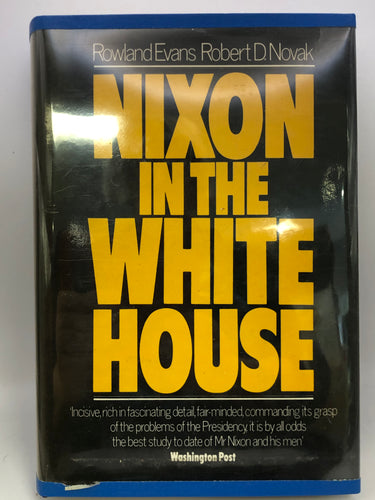 Rowland Evans Robert D. Novak
NIXON
IN THE
WHITE
HOUSE
'Incisive, rich in fascinating detail, fair-minded, commanding its grasp
of the problems of the Presidency, it is by all odds
the best study to date of Mr Nixon and his men'
Washington Post